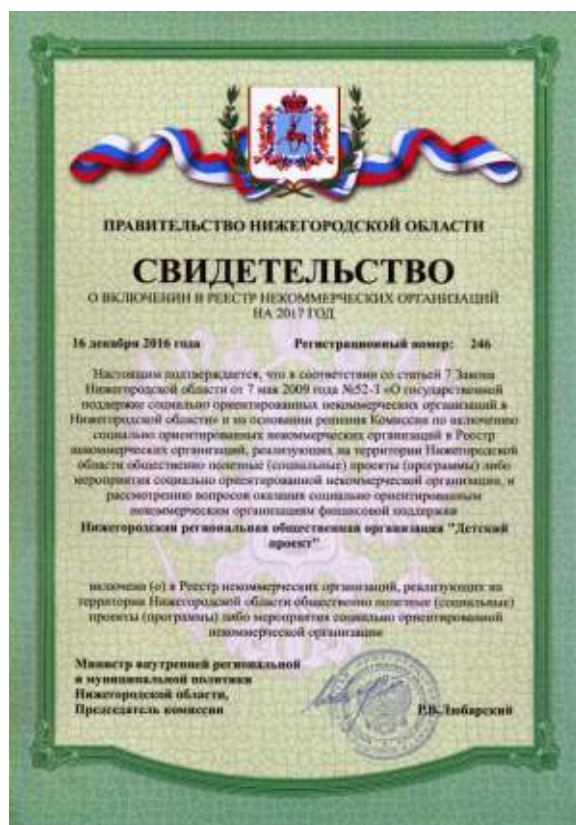 ПРАВИТЕЛЬСТВО НИЖЕГОРОДСКОЙ ОБЛАСТИ
СВИДЕТЕЛЬСТВО
О ВКЛЮЧЕНИИ В РЕЕСТР НЕКОММЕРЧЕСКИХ ОРГАНИЗАЦИЙ
НА 2017 ГОД
16 декабря 2016 года Регистрационный номер: 246
Настоящим подтверждается, что в соответствии со статьей 7 Закона
Нижегородской области от 7 мая 2009 года №52-З «О государственной
поддержке социально ориентированных некоммерческих организаций в
Нижегородской области» и на основании решения Комиссии по включению
социально ориентированных некоммерческих организаций в Реестр
некоммерческих организаций, реализующих на территории Нижегородской
области общественно полезные (социальные) проекты (программы) либо
мероприятия социально ориентированной некоммерческой организации, и
рассмотрению вопросов оказания социально ориентированным
некоммерческим организациям финансовой поддержки
Нижегородская региональная общественная организация "Детский
проект"
включена (о) в Реестр некоммерческих организаций, реализующих на
территории Нижегородской области общественно полезные (социальные)
проекты (программы) либо мероприятия социально ориентированной
некоммерческой организации
Министр внутренней региональной
и муниципальной политики
Нижегородской области,
Председатель комиссии Р.В.Любарский